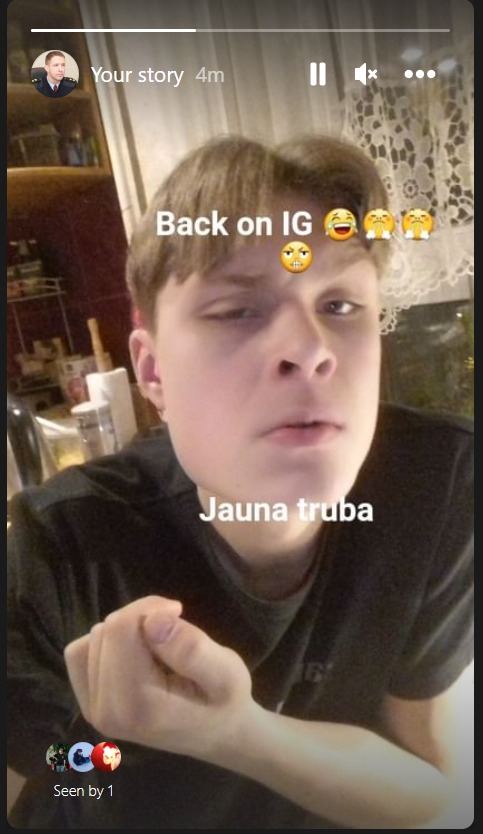 Your story 4m
Back on IG 😂😤😤
😬
Jauna truba
Seen by 1